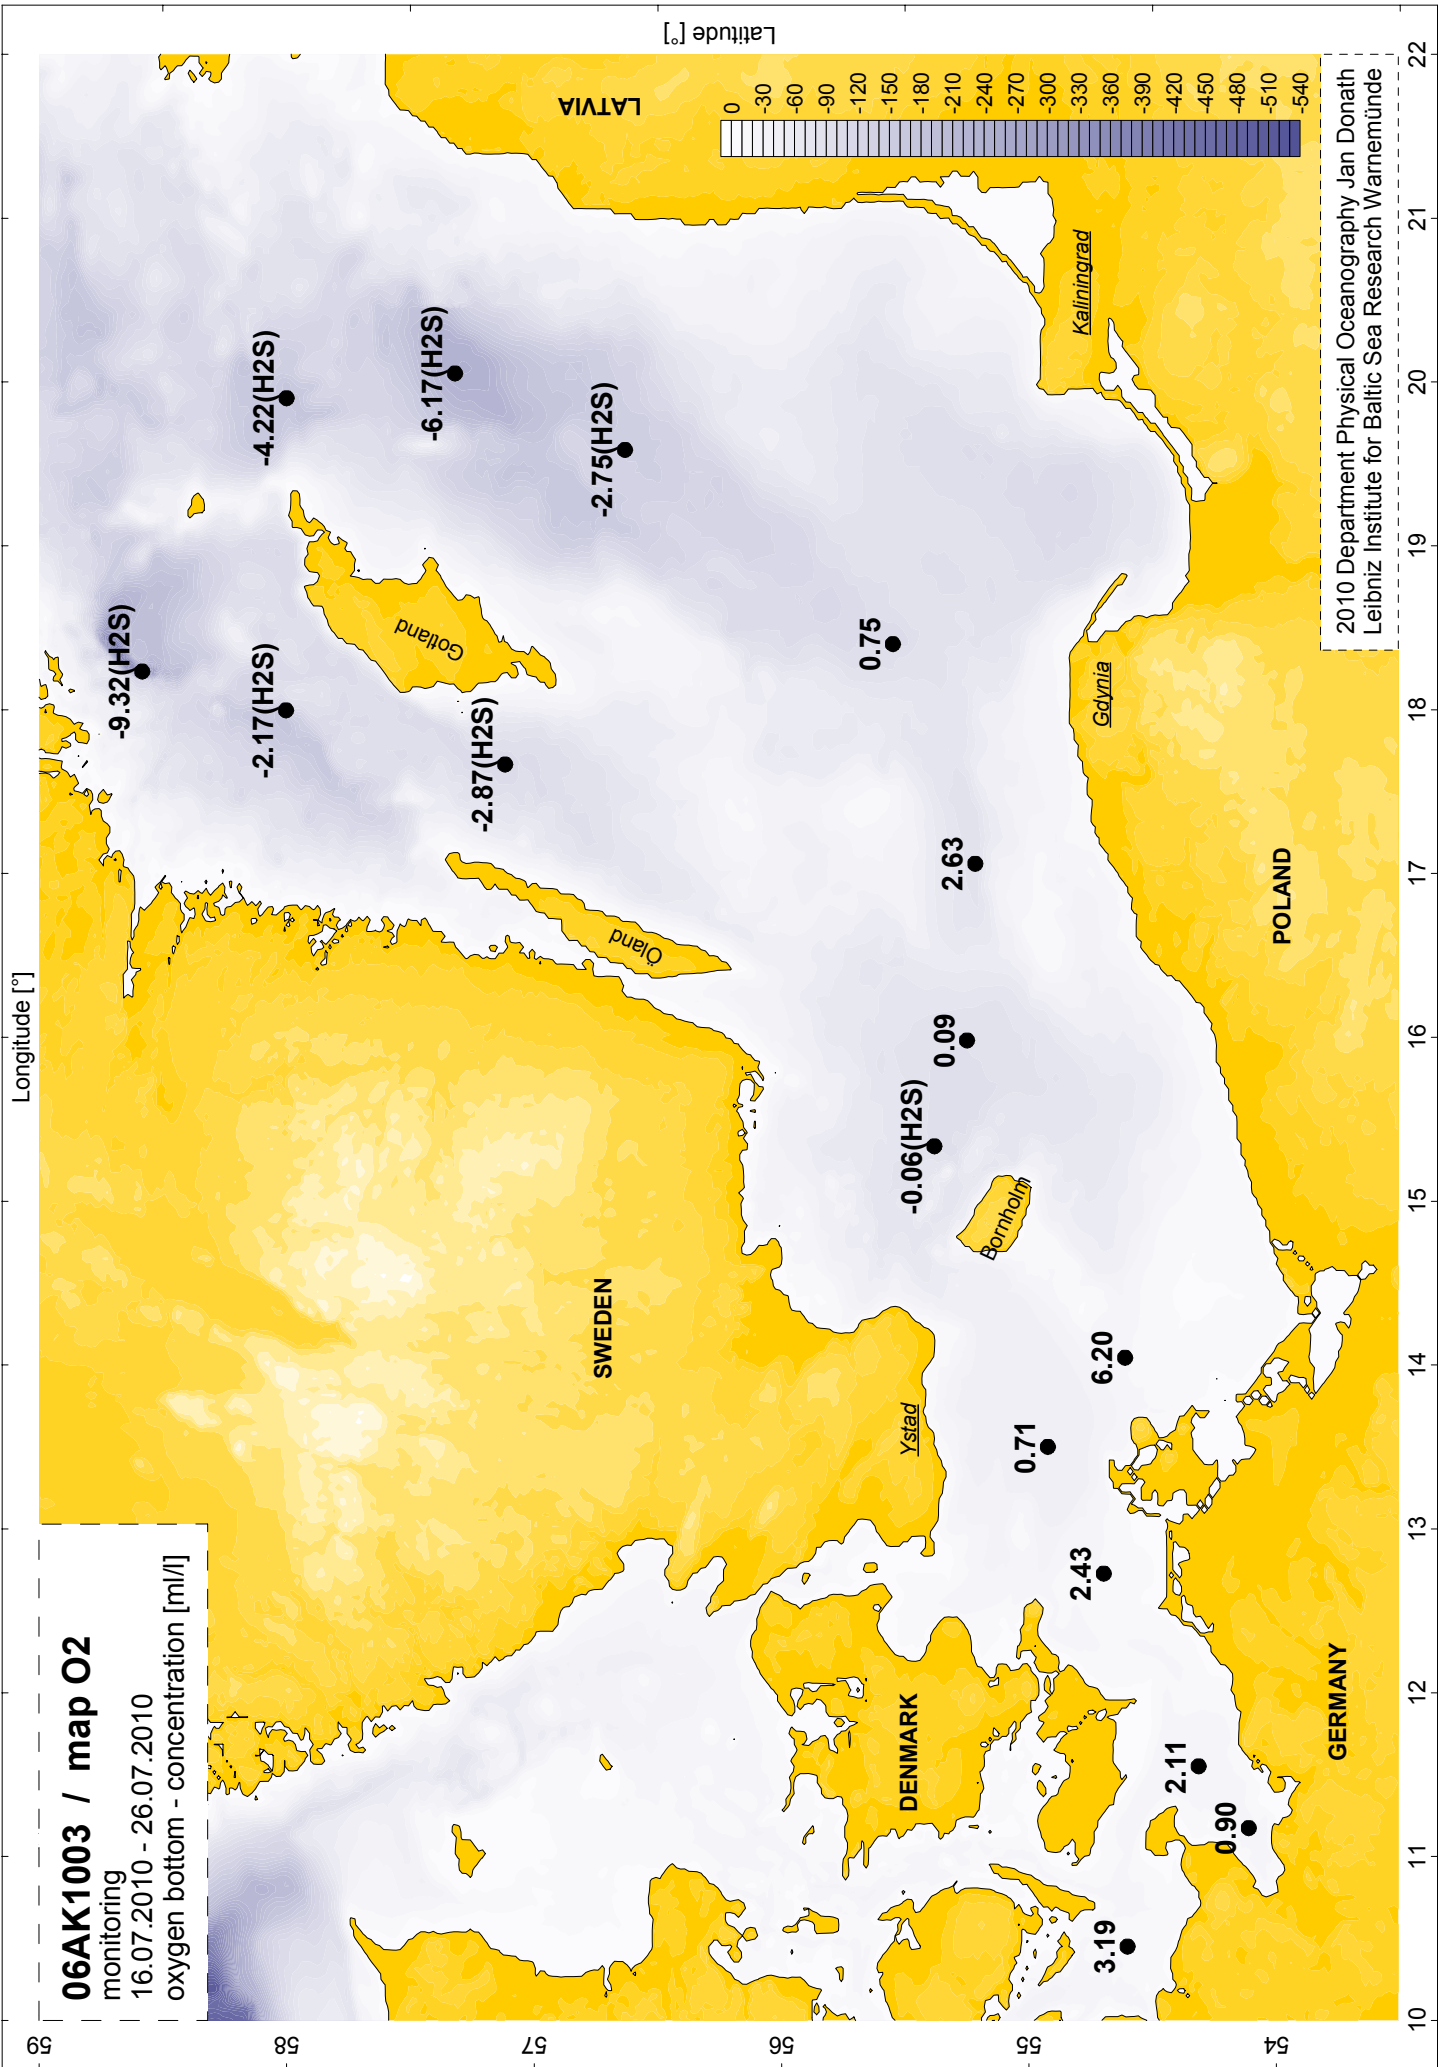 06AK1003 / map O2
monitoring
16.07.2010 - 26.07.2010
oxygen bottom - concentration [ml/l]
Longitude [°]
Latitude [°]
59
58
57
56
55
54
10
11
12
13
14
15
16
17
18
19
20
21
22
SWEDEN
DENMARK
GERMANY
POLAND
LATVIA
Gotland
Öland
Bornholm
Ystad
Gdynia
Kaliningrad
-9.32(H2S)
-2.17(H2S)
-2.87(H2S)
-4.22(H2S)
-6.17(H2S)
-2.75(H2S)
0.75
2.63
0.09
-0.06(H2S)
6.20
0.71
2.43
2.11
0.90
3.19
0
-30
-60
-90
-120
-150
-180
-210
-240
-270
-300
-330
-360
-390
-420
-450
-480
-510
-540
2010 Department Physical Oceanography Jan Donath
Leibniz Institute for Baltic Sea Research Warnemünde